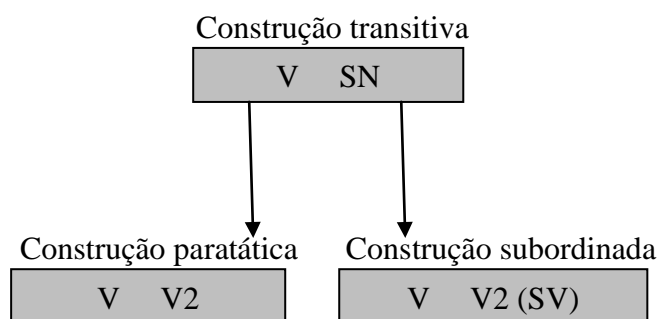 Construção transitiva
V SN
Construção paratática Construção subordinada
V V2 V V2 (SV)